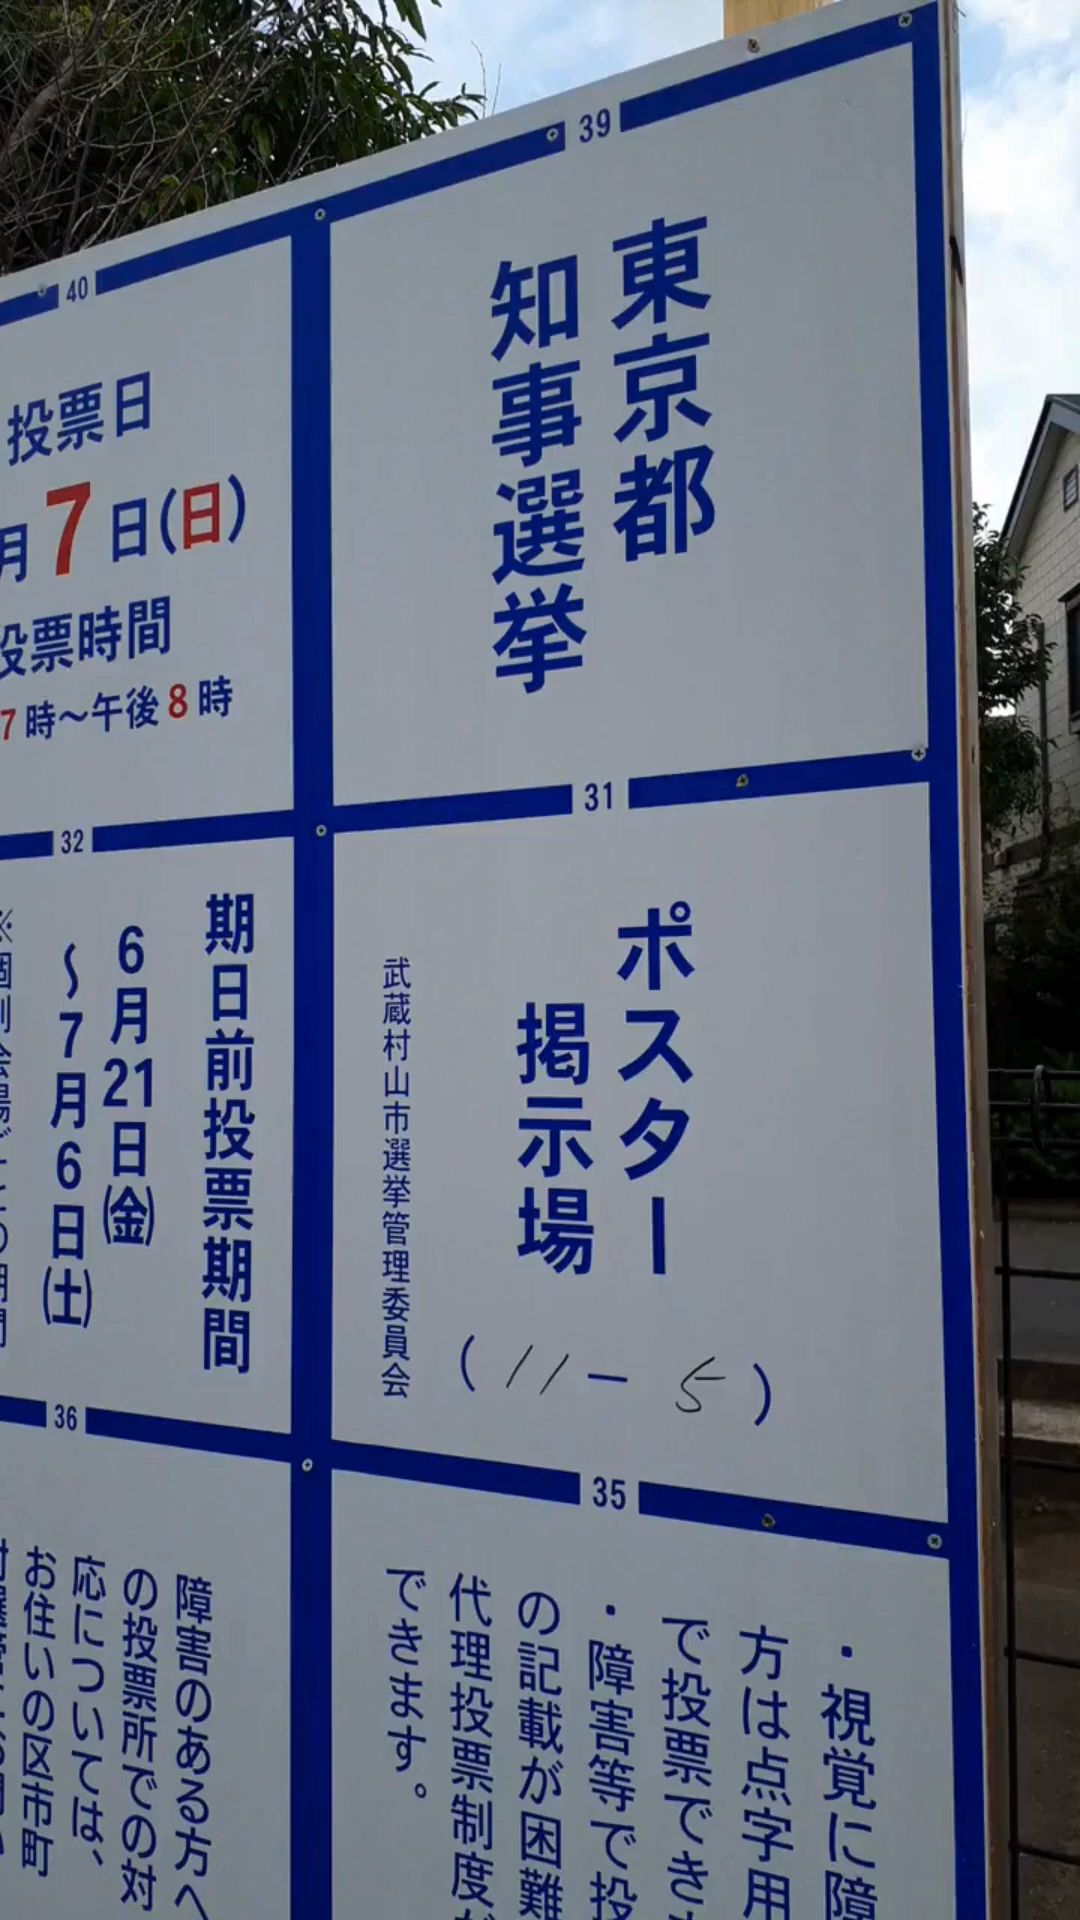 39
東京都
知事選挙
40
投票日
月7日(日)
投票時間
7時～午後8時
31
ポスター
掲示場
武蔵村山市選挙管理委員会
(11-5)
32
期日前投票期間
6月21日(金)
～7月6日(土)
35
・視覚に障
方は点字用
で投票でき
・障害等で投
の記載が困難
代理投票制度が
できます。
36
障害のある方へ
の投票所での対
応については、
お住いの区市町